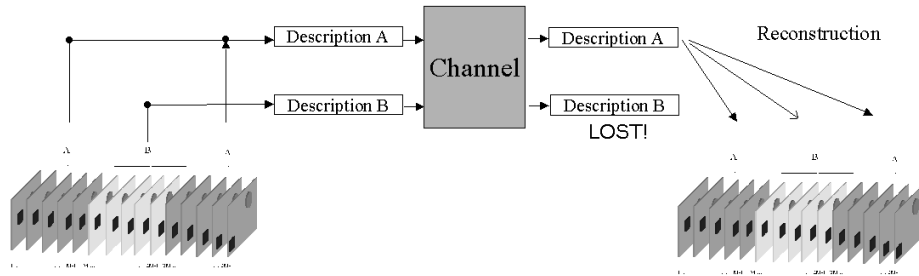 Description A
Description A
Reconstruction
Channel
Description B
Description B
LOST!
A
B
A
A
B
A